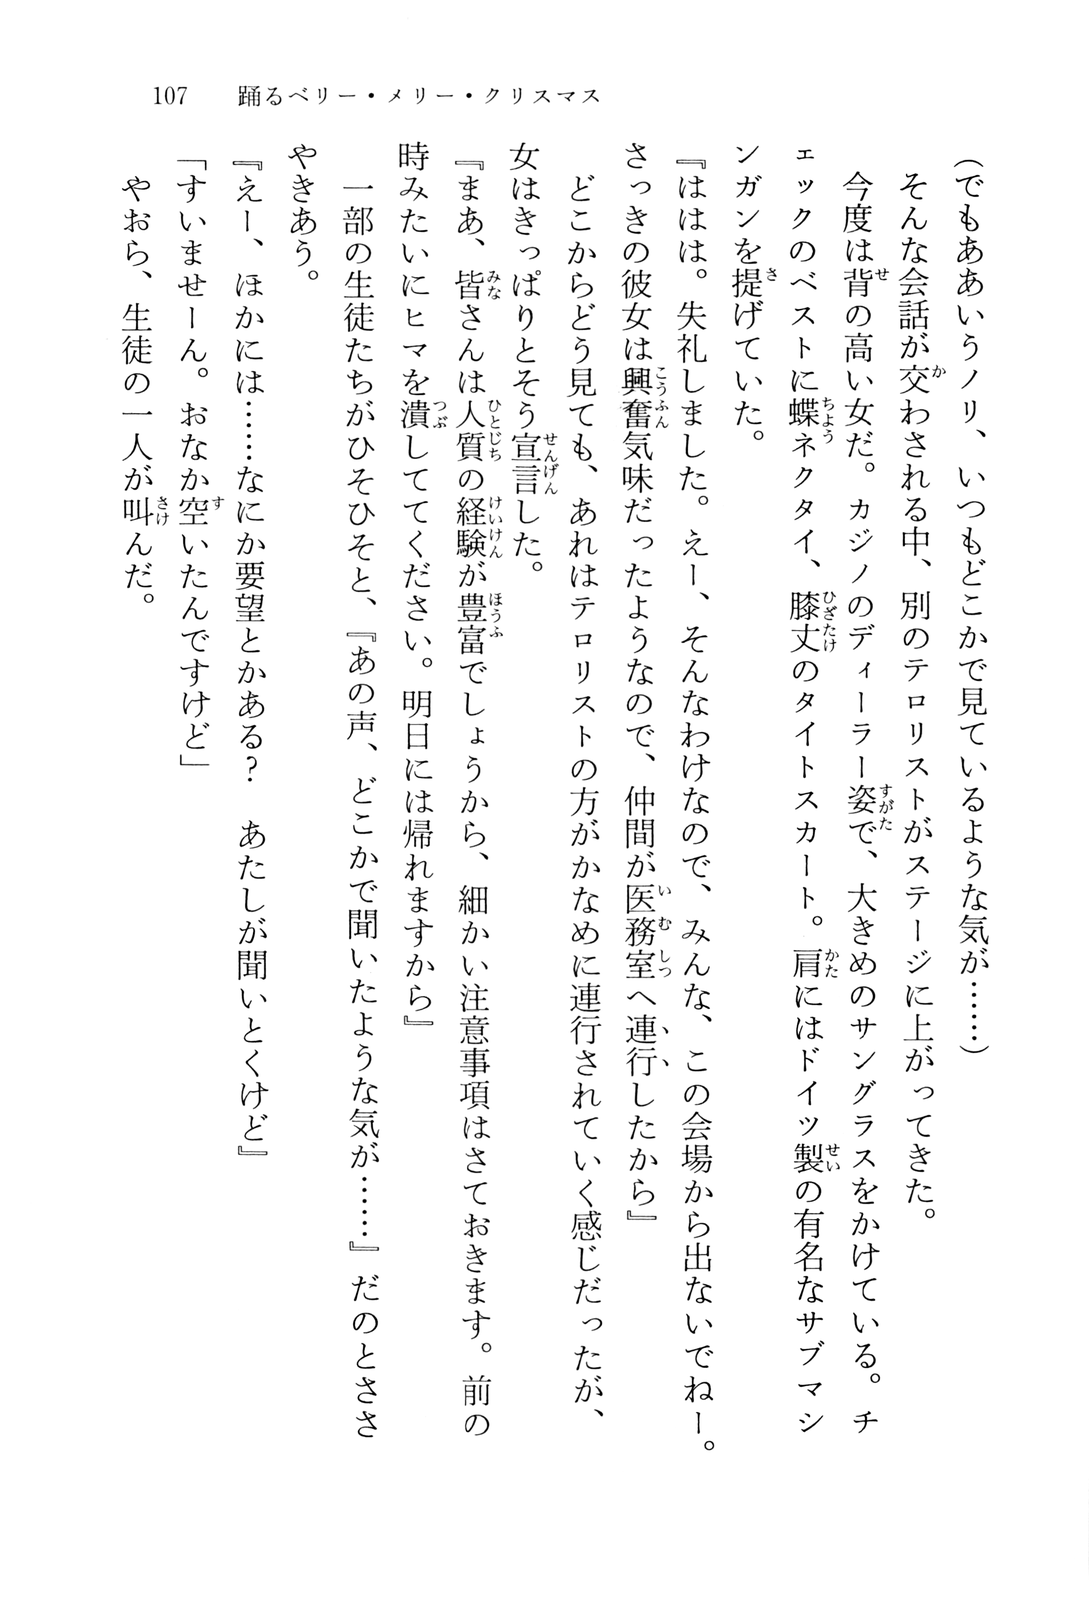 107　踊るベリー・メリー・クリスマス
（でもああいうノリ、いつもどこかで見ているような気が……）
　そんな会話が交わされる中、別のテロリストがステージに上がってきた。
　今度は背の高い女だ。カジノのディーラー姿で、大きめのサングラスをかけている。チ
ェックのベストに蝶ネクタイ、膝丈のタイトスカート。肩にはドイツ製の有名なサブマシ
ンガンを提げていた。
『ははは。失礼しました。えー、そんなわけなので、みんな、この会場から出ないでねー。
さっきの彼女は興奮気味だったようなので、仲間が医務室へ連行したから』
　どこからどう見ても、あれはテロリストの方がかなめに連行されていく感じだったが、
女はきっぱりとそう宣言した。
『まあ、皆さんは人質の経験が豊富でしょうから、細かい注意事項はさておきます。前の
時みたいにヒマを潰しててください。明日には帰れますから』
　一部の生徒たちがひそひそと、『あの声、どこかで聞いたような気が……』だのとささ
やきあう。
『えー、ほかには……なにか要望とかある？　あたしが聞いとくけど』
「すいませーん。おなか空いたんですけど」
　やおら、生徒の一人が叫んだ。